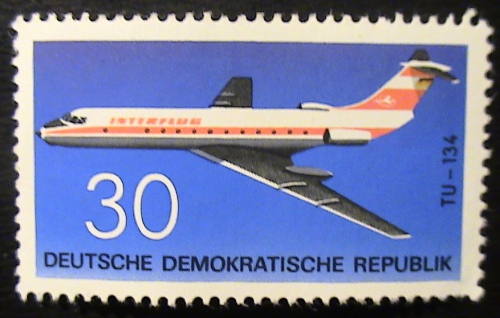 INTERFLUG
TU-134
30
DEUTSCHE DEMOKRATISCHE REPUBLIK